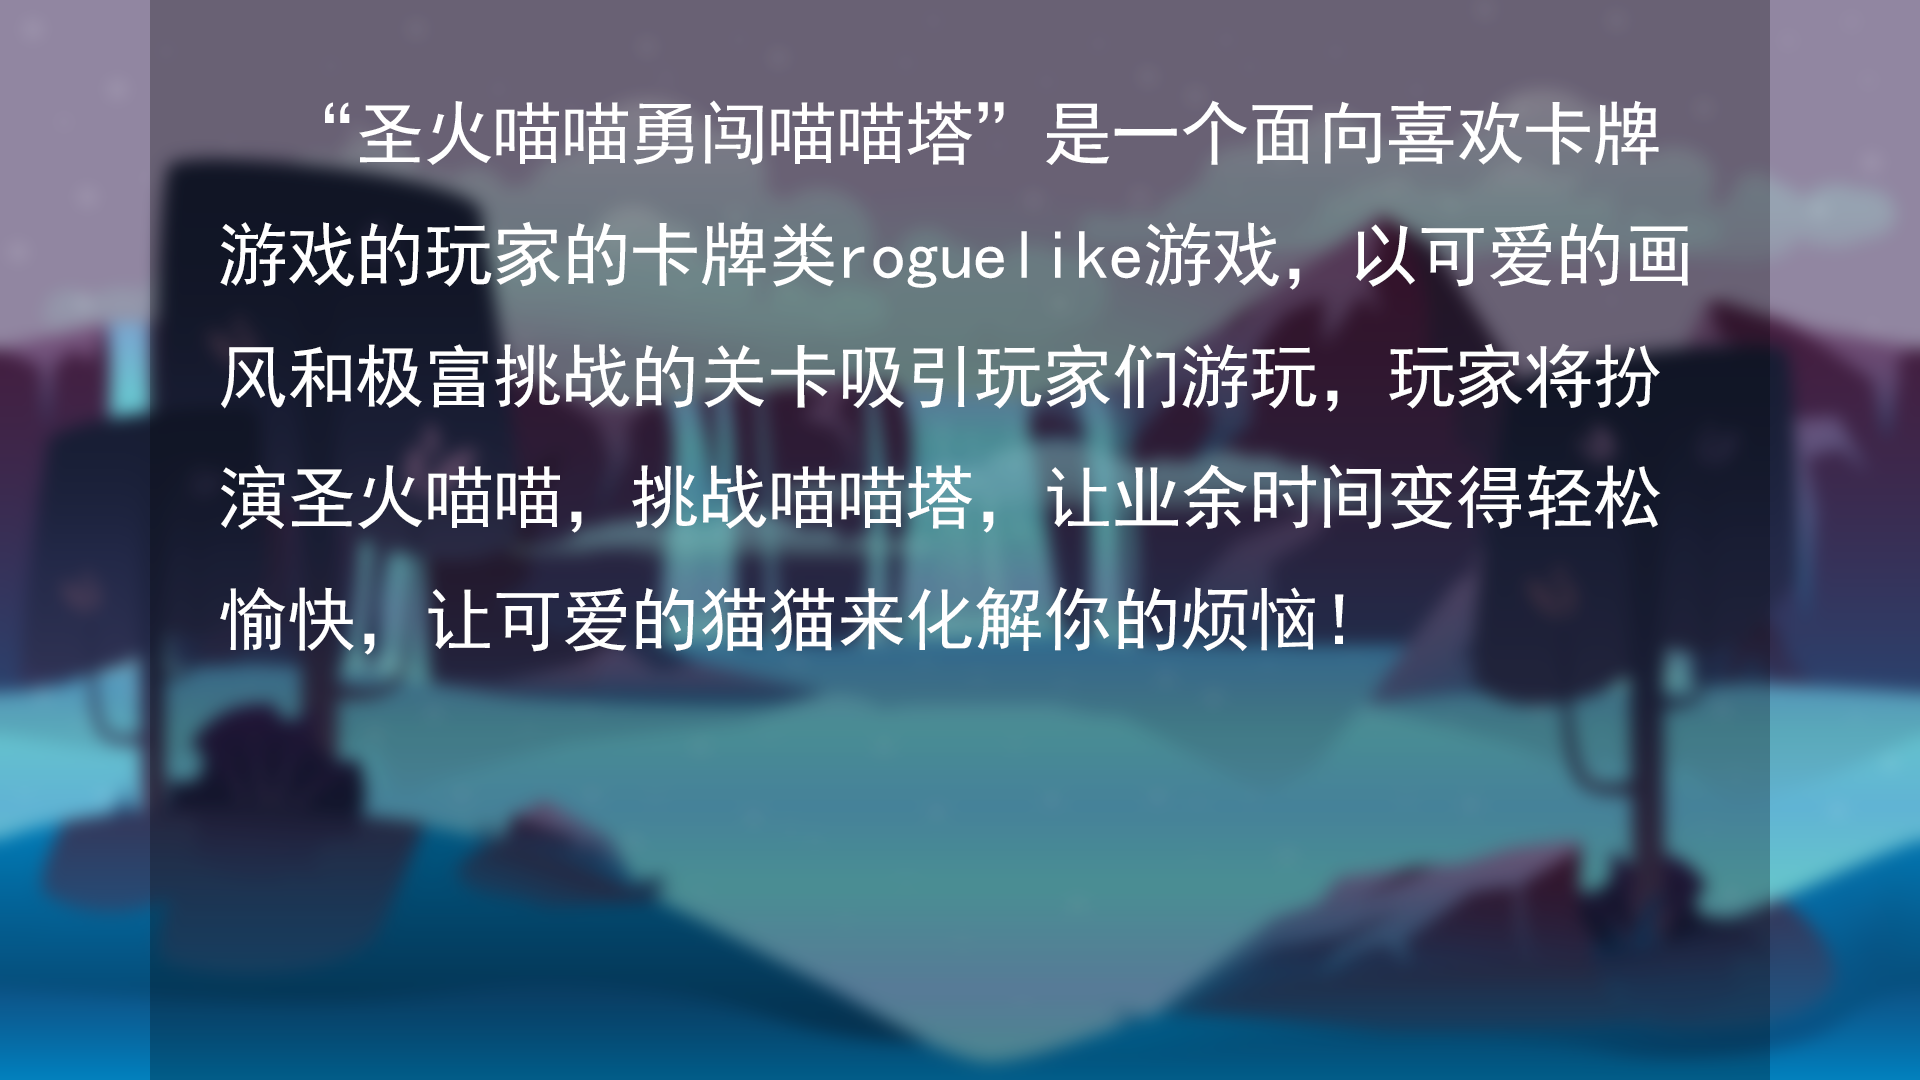 “圣火喵喵勇闯喵喵塔”是一个面向喜欢卡牌
游戏的玩家的卡牌类roguelike游戏，以可爱的画
风和极富挑战的关卡吸引玩家们游玩，玩家将扮
演圣火喵喵，挑战喵喵塔，让业余时间变得轻松
愉快，让可爱的猫猫来化解你的烦恼！